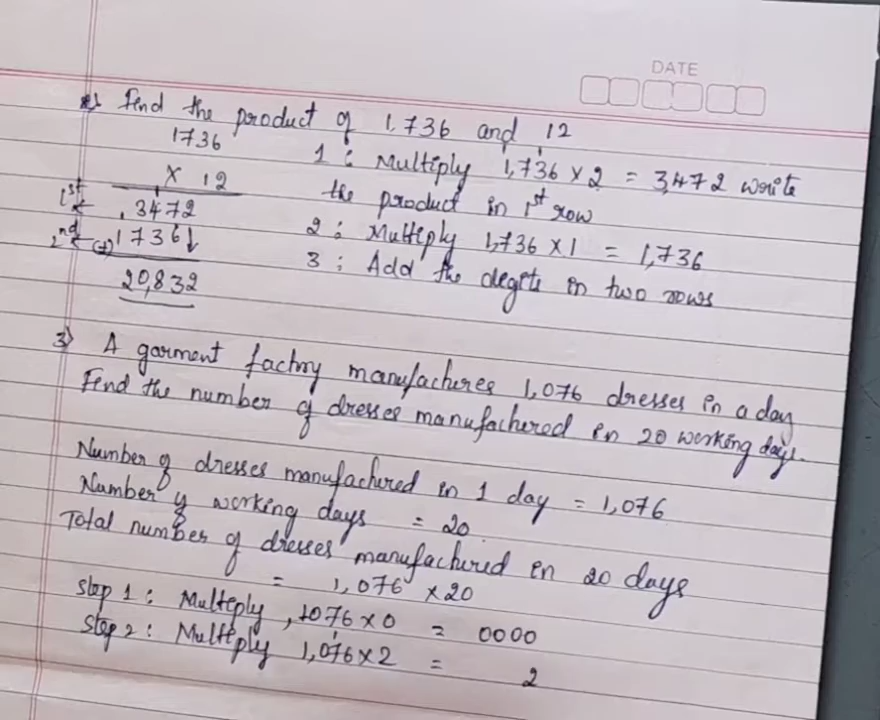 DATE
Find the product of 1,736 and 12
1736
x 12
1st 3472
2nd (+) 1736↓
20,832
1: Multiply 1,736 x 2 = 3,472 write
the product in 1st row
2: Multiply 1,736 x 1 = 1,736
3: Add the degits in two rows
3) A garment factory manufactures 1,076 dresses in a day
Find the number of dresses manufactured in 20 working days.
Number of dresses manufactured in 1 day = 1,076
Number of working days = 20
Total number of dresses manufactured in 20 days
= 1,076 x 20
Step 1: Multiply 1076 x 0 = 0000
Step 2: Multiply 1,076 x 2 = 2